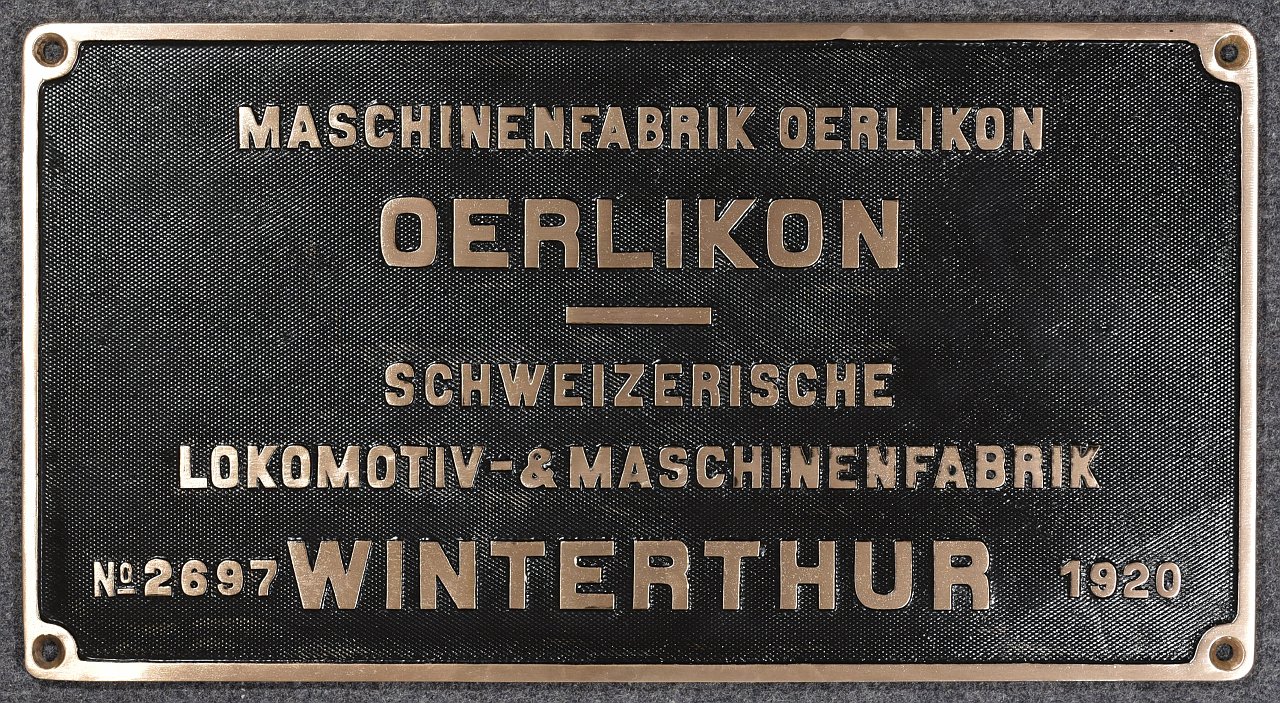 MASCHINENFABRIK OERLIKON
OERLIKON
SCHWEIZERISCHE
LOKOMOTIV-&MASCHINENFABRIK
No 2697 WINTERTHUR 1920